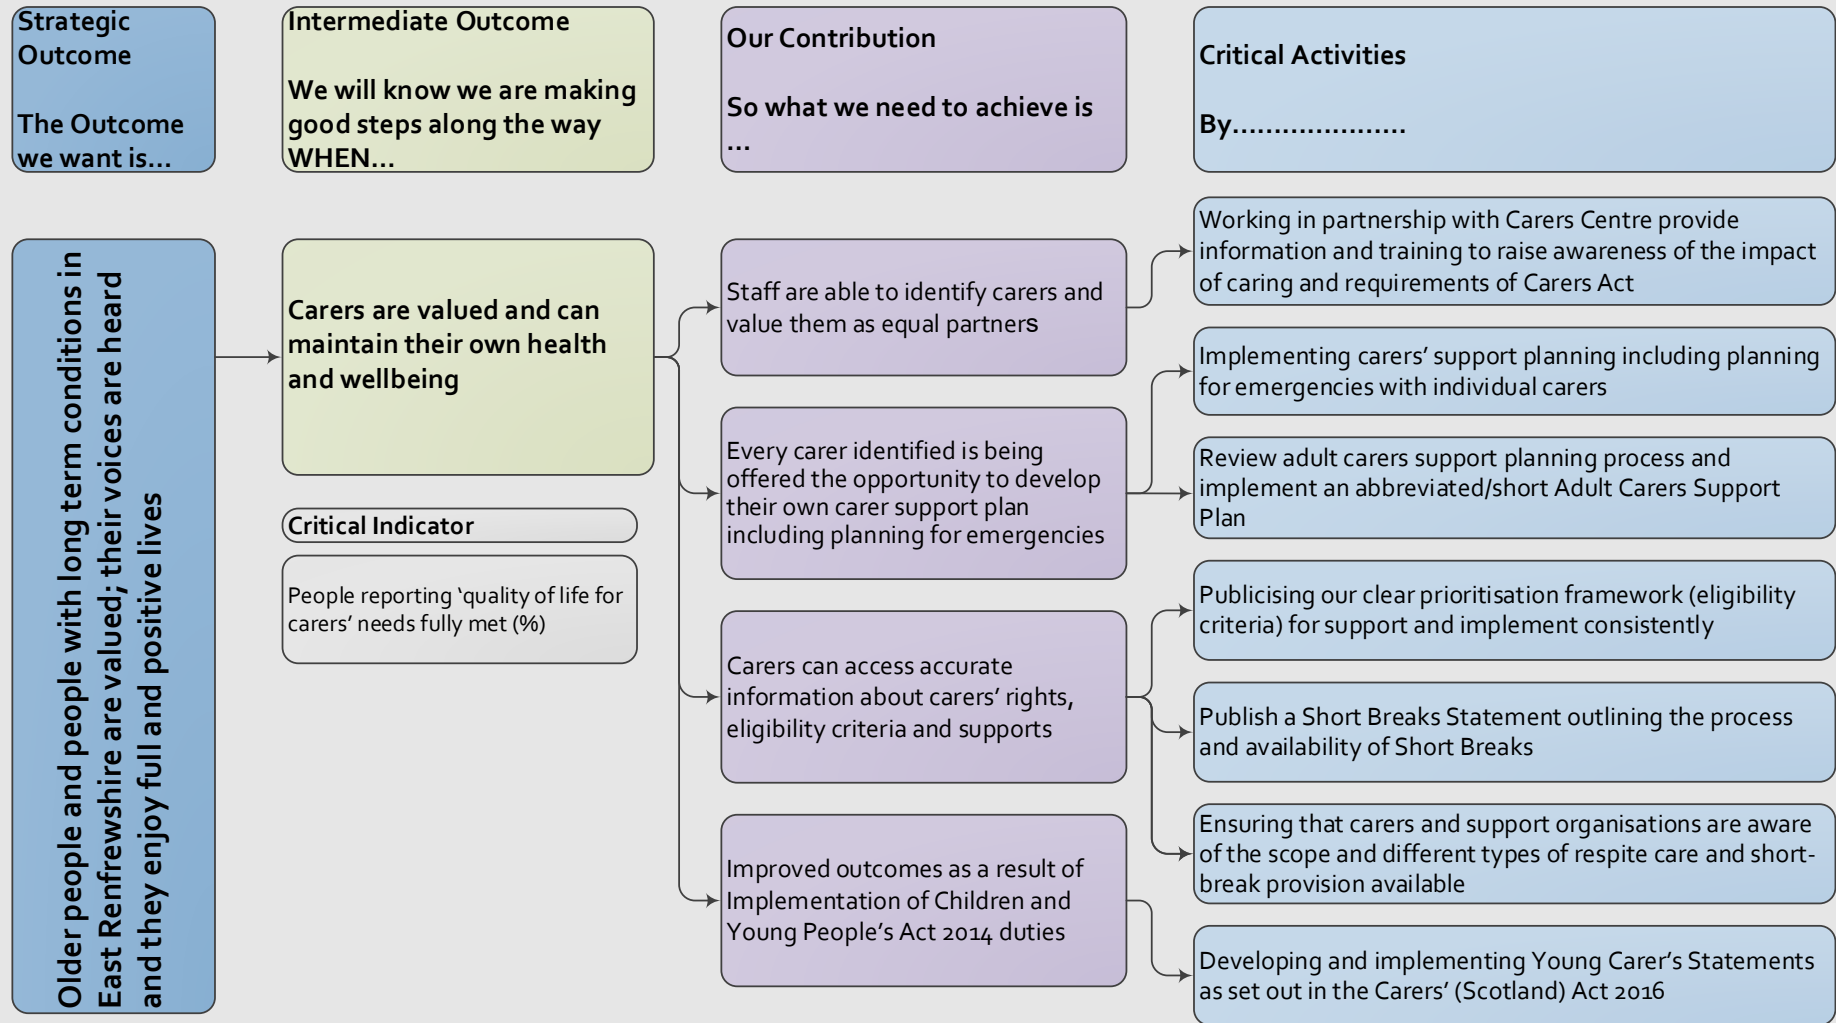 Strategic
Outcome
The Outcome
we want is...
Intermediate Outcome
We will know we are making
good steps along the way
WHEN...
Our Contribution
So what we need to achieve is
...
Critical Activities
By.....................
Older people and people with long term conditions in
East Renfrewshire are valued; their voices are heard
and they enjoy full and positive lives
Carers are valued and can
maintain their own health
and wellbeing
Critical Indicator
People reporting ‘quality of life for
carers’ needs fully met (%)
Staff are able to identify carers and
value them as equal partners
Every carer identified is being
offered the opportunity to develop
their own carer support plan
including planning for emergencies
Carers can access accurate
information about carers’ rights,
eligibility criteria and supports
Improved outcomes as a result of
Implementation of Children and
Young People’s Act 2014 duties
Working in partnership with Carers Centre provide
information and training to raise awareness of the impact
of caring and requirements of Carers Act
Implementing carers’ support planning including planning
for emergencies with individual carers
Review adult carers support planning process and
implement an abbreviated/short Adult Carers Support
Plan
Publicising our clear prioritisation framework (eligibility
criteria) for support and implement consistently
Publish a Short Breaks Statement outlining the process
and availability of Short Breaks
Ensuring that carers and support organisations are aware
of the scope and different types of respite care and short-
break provision available
Developing and implementing Young Carer’s Statements
as set out in the Carers’ (Scotland) Act 2016